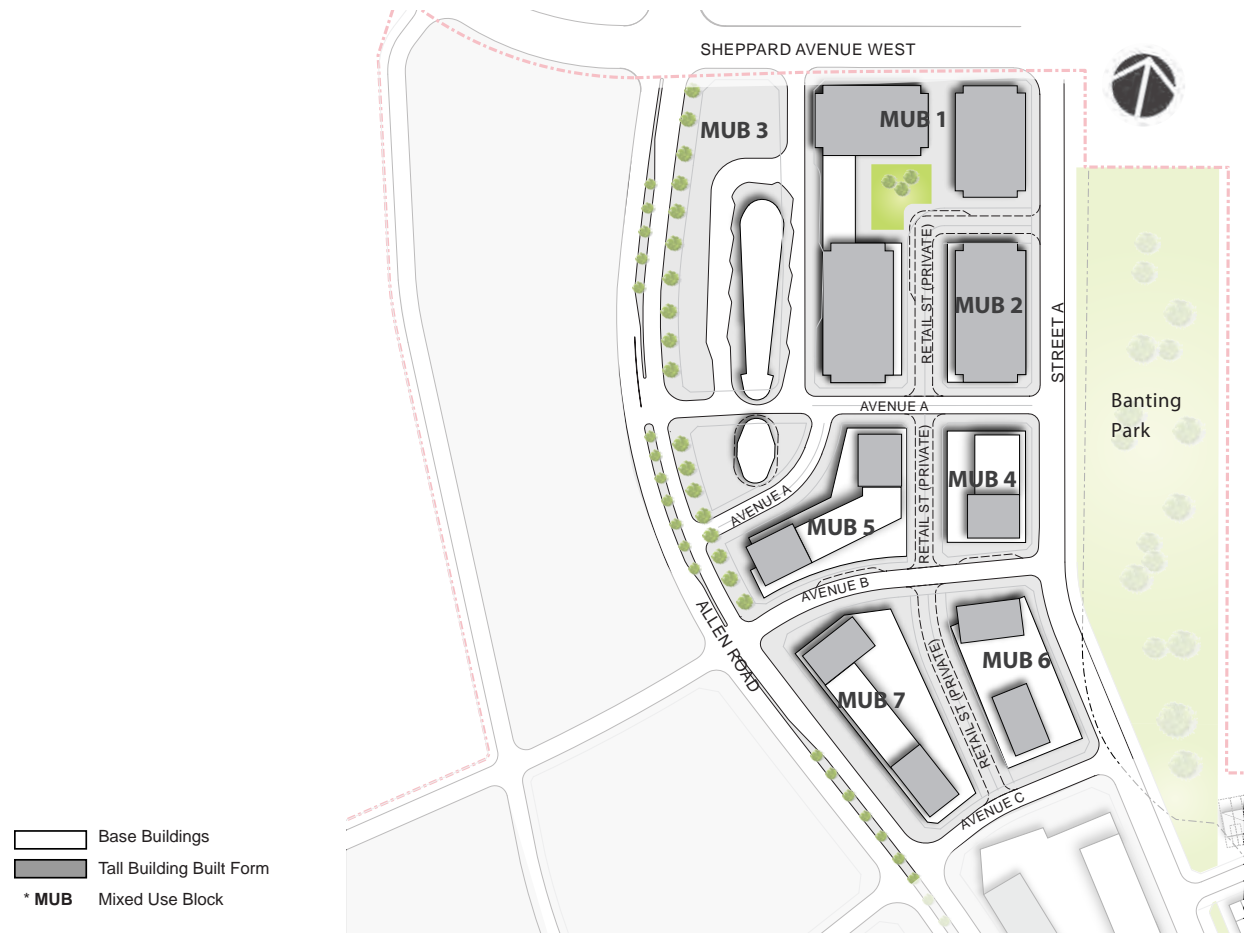 SHEPPARD AVENUE WEST
MUB 3
MUB 1
RETAIL ST (PRIVATE)
MUB 2
STREET A
AVENUE A
Banting
Park
RETAIL ST (PRIVATE)
MUB 4
AVENUE A
MUB 5
AVENUE B
ALLEN ROAD
RETAIL ST (PRIVATE)
MUB 6
MUB 7
AVENUE C
Base Buildings
Tall Building Built Form
* MUB Mixed Use Block